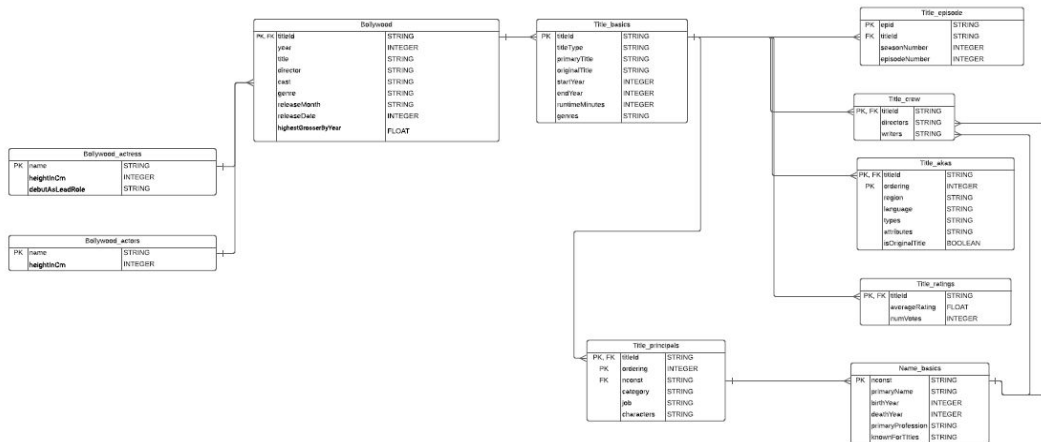 Bollywood
PK, FK titleId STRING
year INTEGER
title STRING
director STRING
cast STRING
genre STRING
releaseMonth STRING
releaseDate INTEGER
highestGrosserByYear FLOAT
Title_basics
PK titleId STRING
titleType STRING
primaryTitle STRING
originalTitle STRING
startYear INTEGER
endYear INTEGER
runtimeMinutes INTEGER
genres STRING
Title_episode
PK epid STRING
FK titleId STRING
seasonNumber INTEGER
episodeNumber INTEGER
Title_crew
PK, FK titleId STRING
directors STRING
writers STRING
Bollywood_actress
PK name STRING
heightInCm INTEGER
debutAsLeadRole STRING
Title_akas
PK, FK titleId STRING
PK ordering INTEGER
region STRING
language STRING
types STRING
attributes STRING
isOriginalTitle BOOLEAN
Bollywood_actors
PK name STRING
heightInCm INTEGER
Title_ratings
PK, FK titleId STRING
averageRating FLOAT
numVotes INTEGER
Title_principals
PK, FK titleId STRING
PK ordering INTEGER
FK nconst STRING
category STRING
job STRING
characters STRING
Name_basics
PK nconst STRING
primaryName STRING
birthYear INTEGER
deathYear INTEGER
primaryProfession STRING
knownForTitles STRING